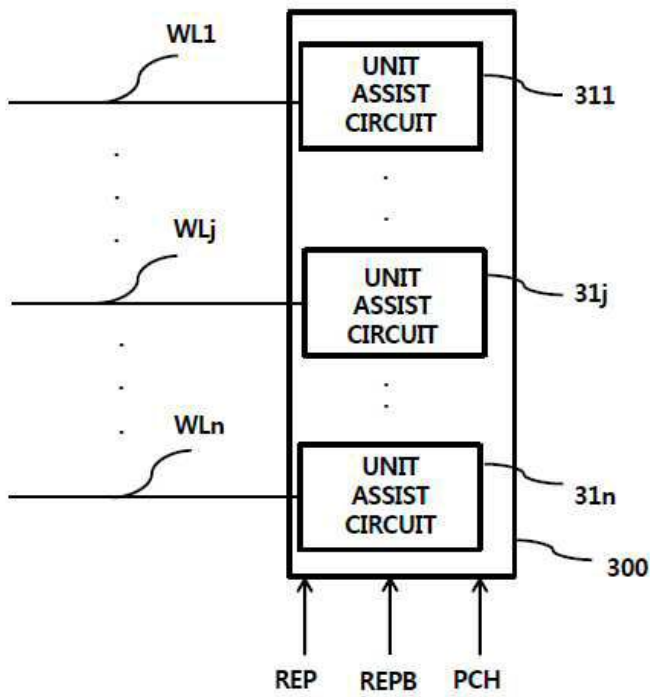 WL1
UNIT
ASSIST
CIRCUIT
311
WLj
UNIT
ASSIST
CIRCUIT
31j
WLn
UNIT
ASSIST
CIRCUIT
31n
300
REP REPB PCH